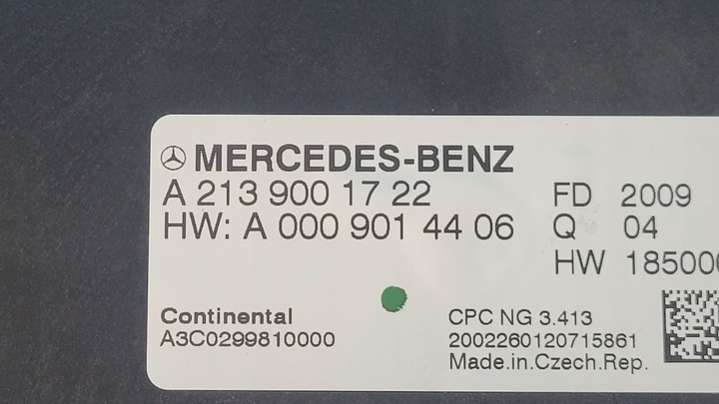 MERCEDES-BENZ
A 213 900 17 22 FD 2009
HW: A 000 901 44 06 Q 04
HW 185000
Continental CPC NG 3.413
A3C0299810000 2002260120715861
Made.in.Czech.Rep.